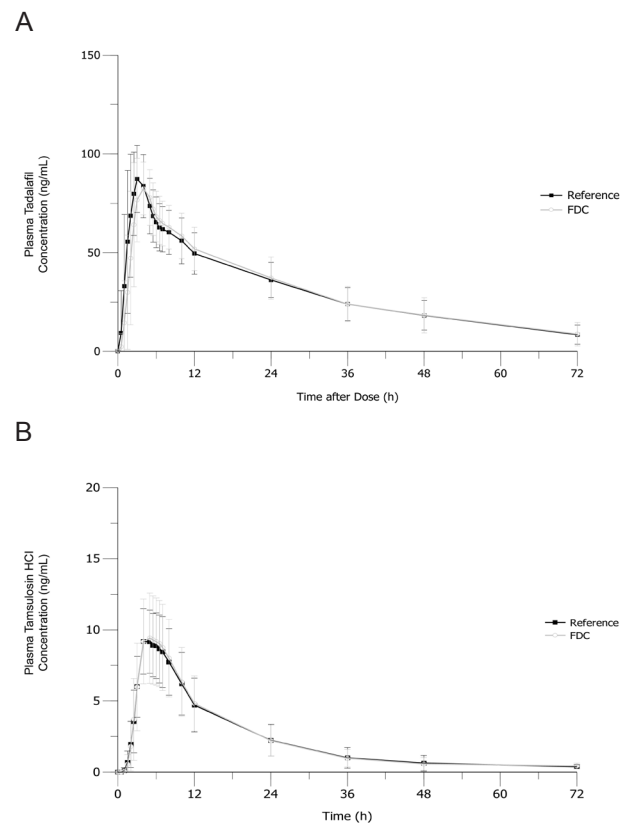 A
150
100
50
0
Plasma Tadalafil
Concentration (ng/mL)
Reference
FDC
0 12 24 36 48 60 72
Time after Dose (h)
B
20
15
10
5
0
Plasma Tamsulosin HCl
Concentration (ng/mL)
Reference
FDC
0 12 24 36 48 60 72
Time (h)